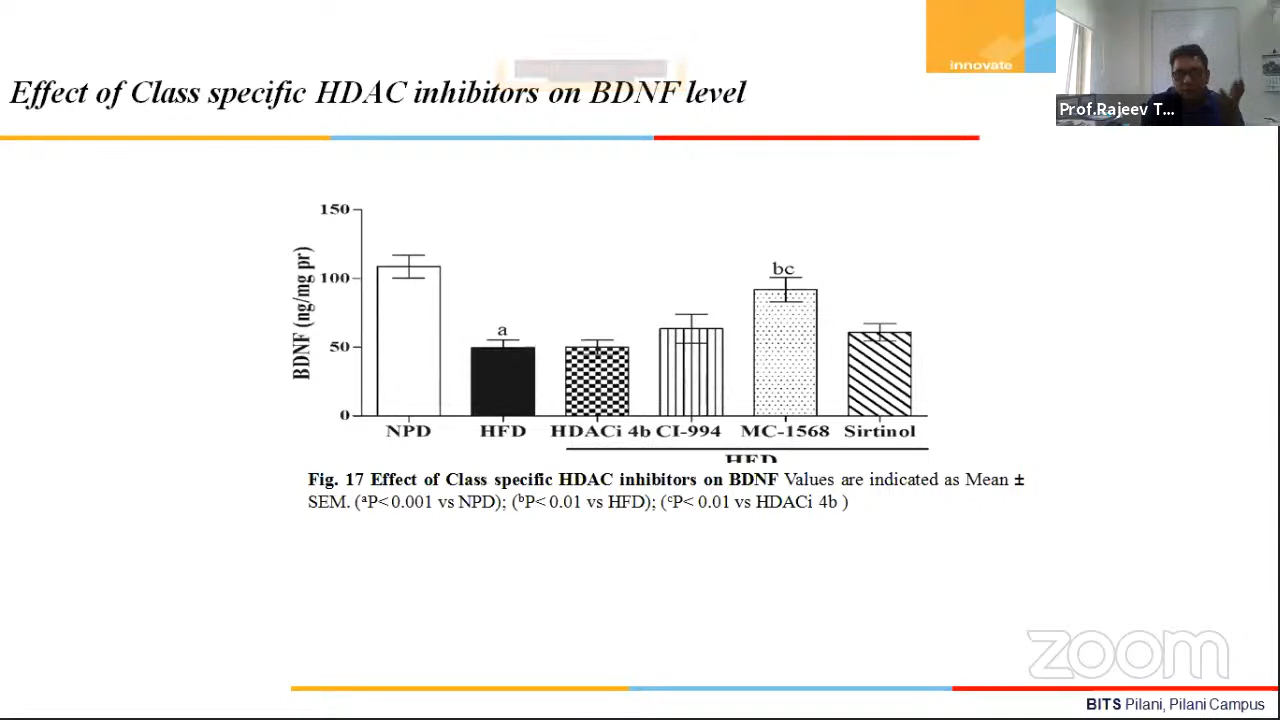 innovate
Effect of Class specific HDAC inhibitors on BDNF level
Prof.Rajeev T...
150
100
50
0
BDNF (ng/mg pr)
a
bc
NPD HFD HDACi 4b CI-994 MC-1568 Sirtinol
HFD
Fig. 17 Effect of Class specific HDAC inhibitors on BDNF Values are indicated as Mean ±
SEM. (ᵃP< 0.001 vs NPD); (ᵇP< 0.01 vs HFD); (ᶜP< 0.01 vs HDACi 4b )
zoom
BITS Pilani, Pilani Campus